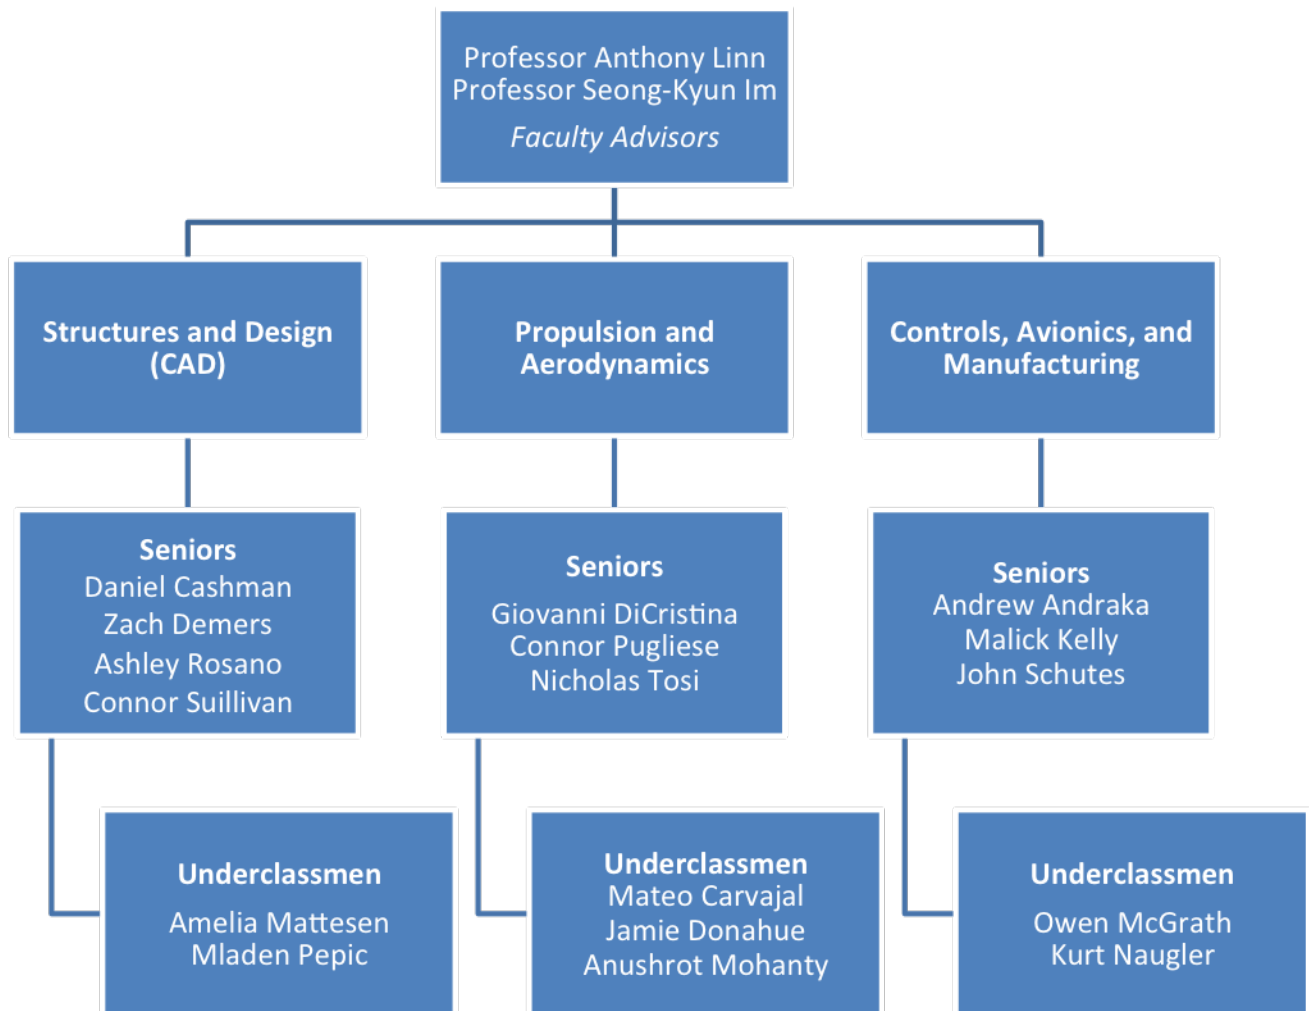 Professor Anthony Linn
Professor Seong-Kyun Im
Faculty Advisors
Structures and Design
(CAD)
Propulsion and
Aerodynamics
Controls, Avionics, and
Manufacturing
Seniors
Daniel Cashman
Zach Demers
Ashley Rosano
Connor Suillivan
Seniors
Giovanni DiCristina
Connor Pugliese
Nicholas Tosi
Seniors
Andrew Andraka
Malick Kelly
John Schutes
Underclassmen
Amelia Mattesen
Mladen Pepic
Underclassmen
Mateo Carvajal
Jamie Donahue
Anushrot Mohanty
Underclassmen
Owen McGrath
Kurt Naugler